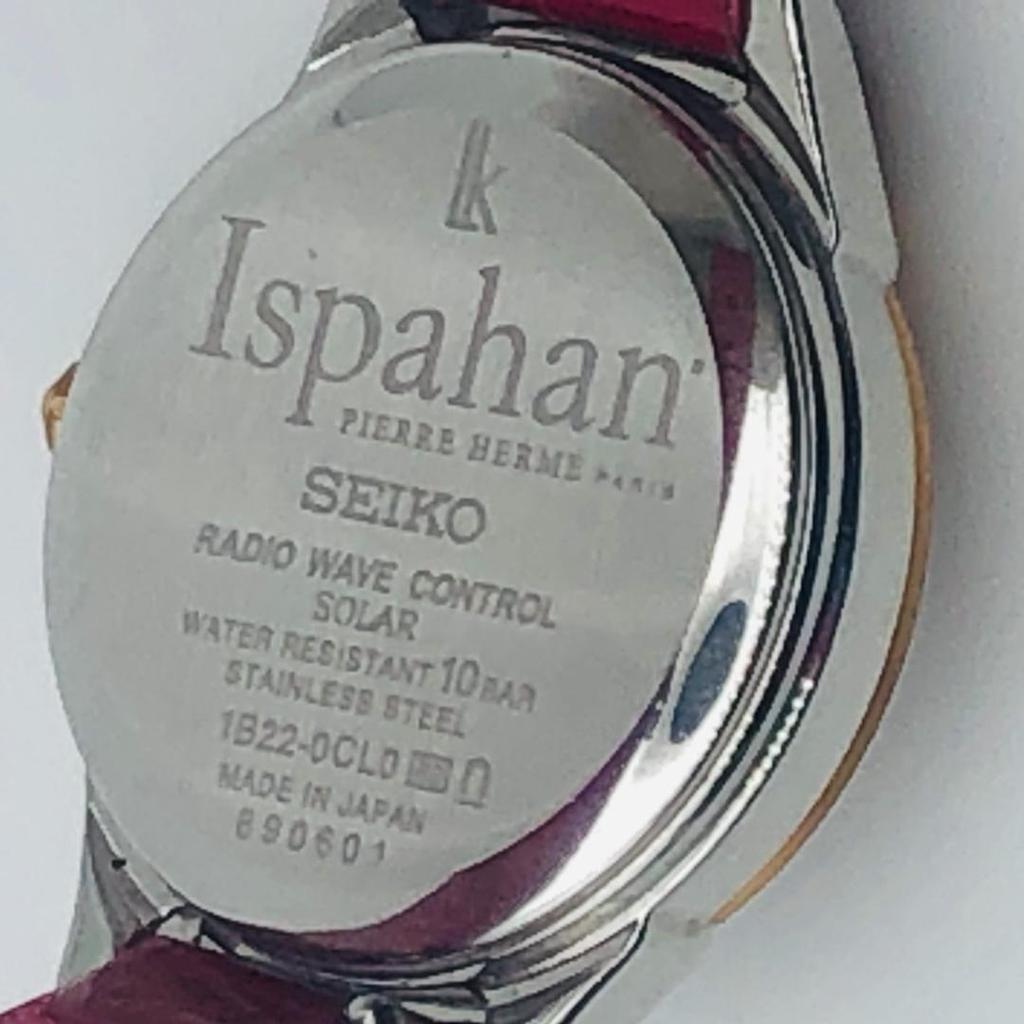 lk
Ispahan
PIERRE HERMÉ PARIS
SEIKO
RADIO WAVE CONTROL
SOLAR
WATER RESISTANT 10 BAR
STAINLESS STEEL
1B22-0CL0
MADE IN JAPAN
890601